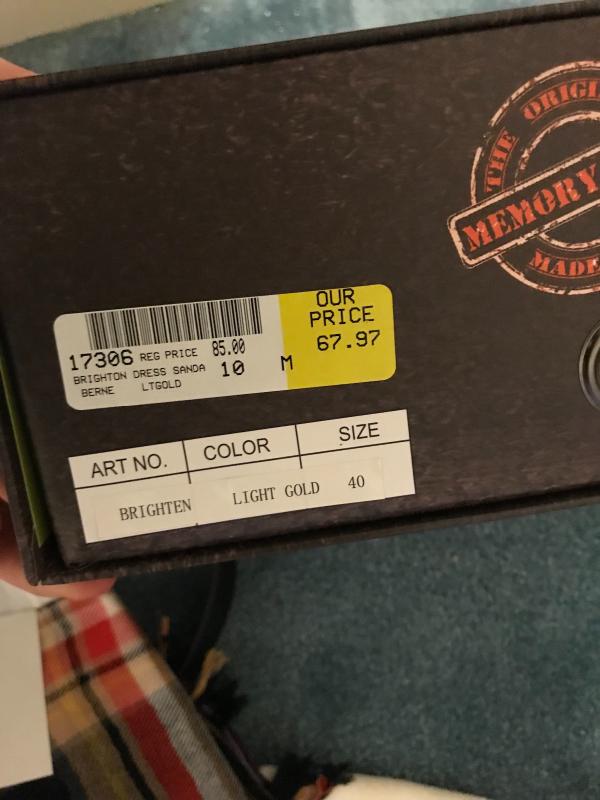 THE ORIGI
MEMORY
MADE
OUR
PRICE
67.97
17306 REG PRICE 85.00
BRIGHTON DRESS SANDA 10 M
BERNE LTGOLD
ART NO. COLOR SIZE
BRIGHTEN LIGHT GOLD 40